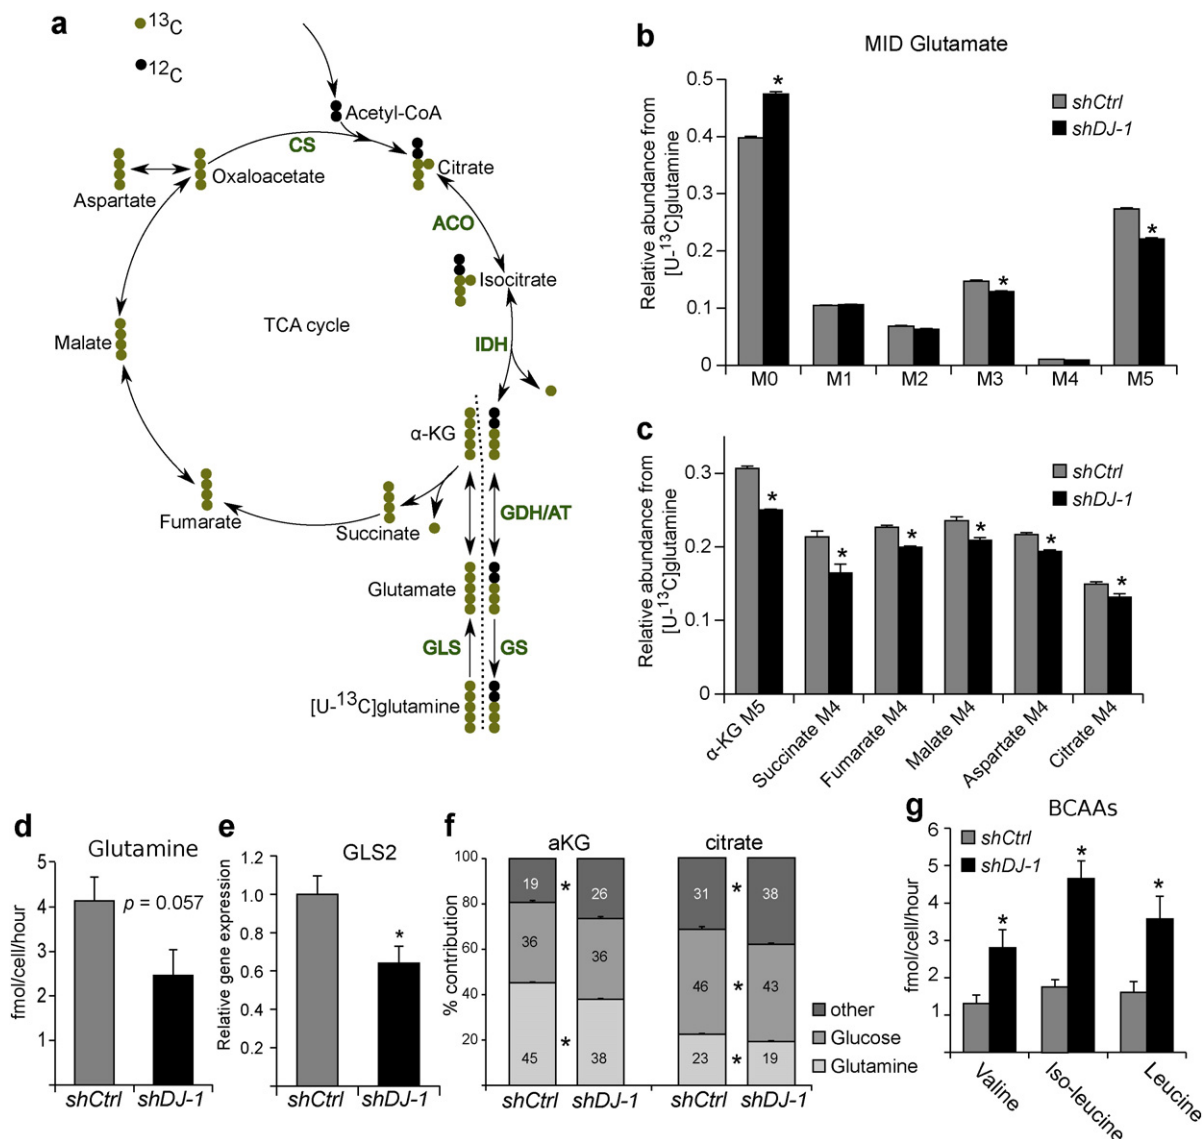 a
13C
12C
Acetyl-CoA
CS
Citrate
Oxaloacetate
Aspartate
ACO
Isocitrate
TCA cycle
Malate
IDH
α-KG
Fumarate
Succinate
GDH/AT
Glutamate
GLS
GS
[U-13C]glutamine
b
MID Glutamate
Relative abundance from
[U-13C]glutamine
0.5
0.4
0.3
0.2
0.1
0
* * *
shCtrl
shDJ-1
M0 M1 M2 M3 M4 M5
c
Relative abundance from
[U-13C]glutamine
0.3
0.2
0.1
0
* * * * * *
shCtrl
shDJ-1
α-KG M5
Succinate M4
Fumarate M4
Malate M4
Aspartate M4
Citrate M4
d
Glutamine
fmol/cell/hour
5
4
3
2
1
p = 0.057
shCtrl shDJ-1
e
GLS2
Relative gene expression
1.2
1.0
0.8
0.6
0.4
0.2
*
shCtrl shDJ-1
f
aKG citrate
% contribution
100
80
60
40
20
19 * 26 31 * 38
36 36 46 * 43
45 * 38 23 * 19
shCtrl shDJ-1 shCtrl shDJ-1
other
Glucose
Glutamine
g
BCAAs
fmol/cell/hour
6
5
4
3
2
1
shCtrl
shDJ-1
* * *
Valine
Iso-leucine
Leucine